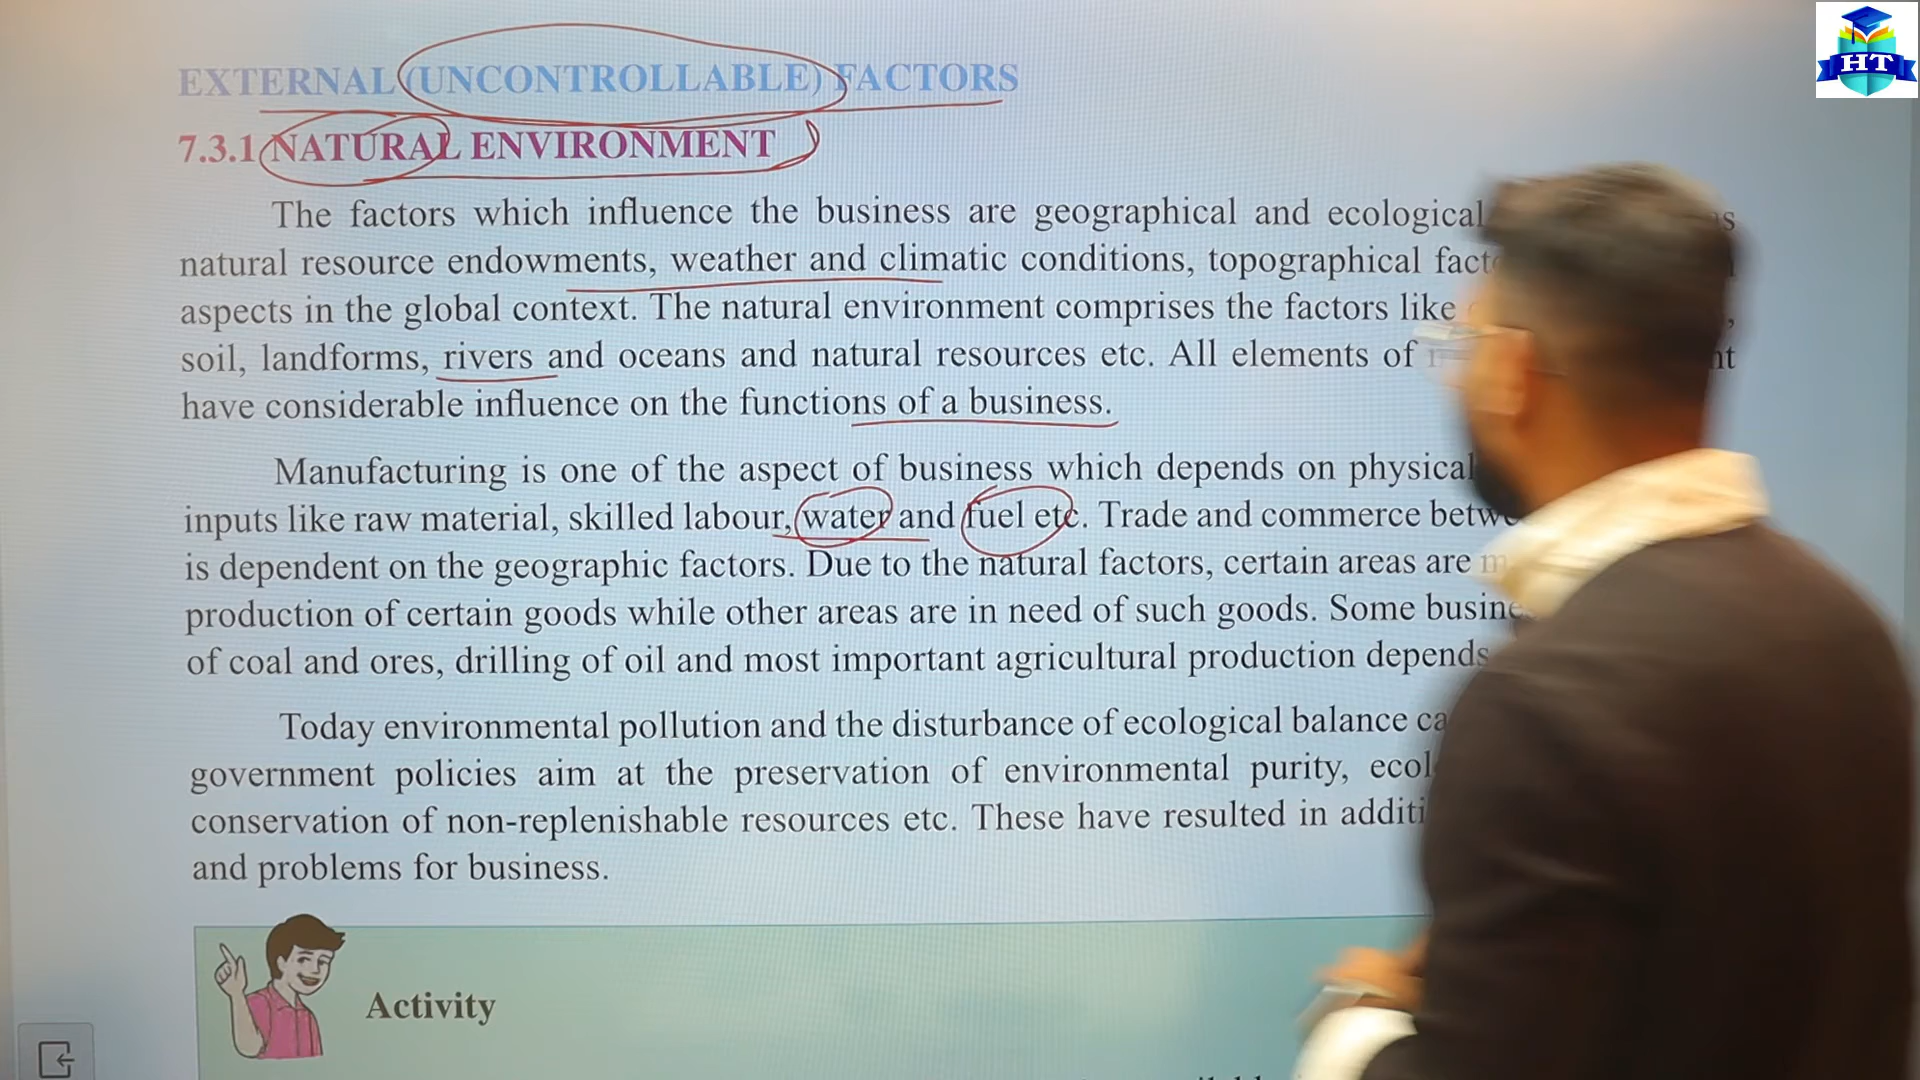 HT
EXTERNAL (UNCONTROLLABLE) FACTORS
7.3.1 NATURAL ENVIRONMENT
The factors which influence the business are geographical and ecological
natural resource endowments, weather and climatic conditions, topographical
aspects in the global context. The natural environment comprises the factors like
soil, landforms, rivers and oceans and natural resources etc. All elements of
have considerable influence on the functions of a business.
Manufacturing is one of the aspect of business which depends on physical
inputs like raw material, skilled labour, water and fuel etc. Trade and commerce
is dependent on the geographic factors. Due to the natural factors, certain areas are
production of certain goods while other areas are in need of such goods. Some
of coal and ores, drilling of oil and most important agricultural production depends
Today environmental pollution and the disturbance of ecological balance
government policies aim at the preservation of environmental purity,
conservation of non-replenishable resources etc. These have resulted in
and problems for business.
Activity